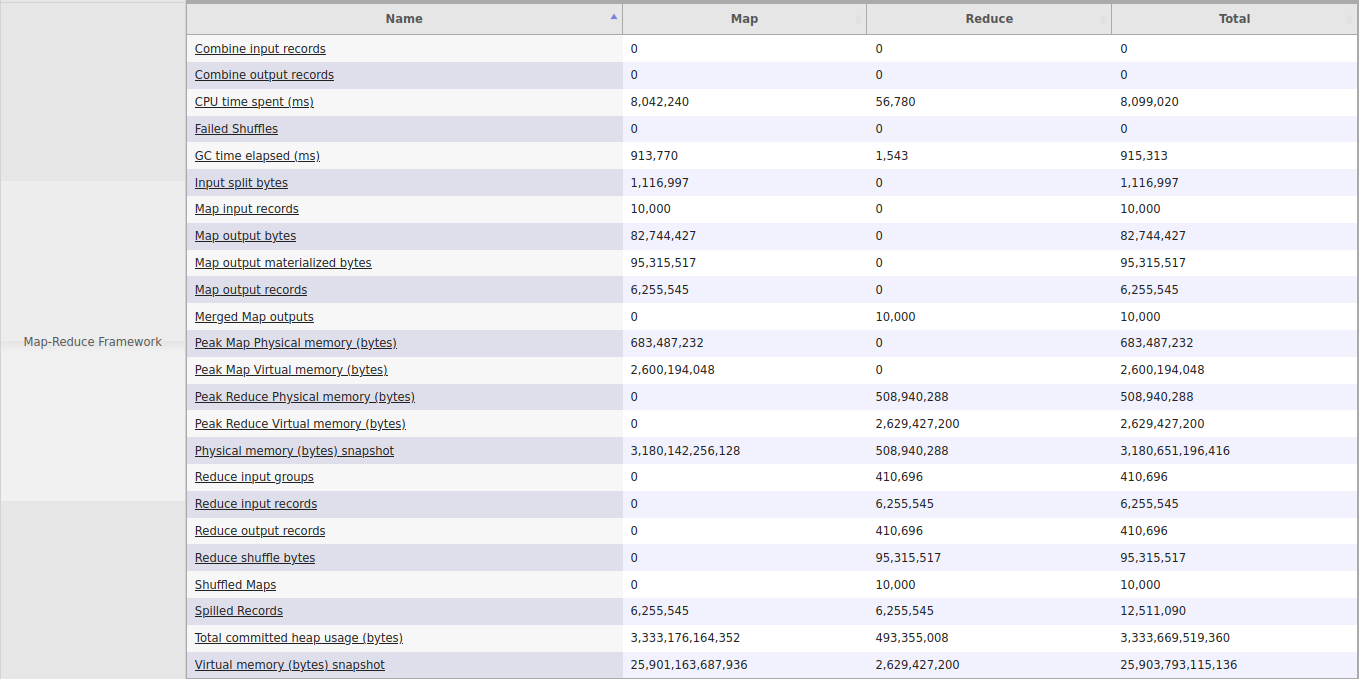 Name Map Reduce Total
Combine input records 0 0 0
Combine output records 0 0 0
CPU time spent (ms) 8,042,240 56,780 8,099,020
Failed Shuffles 0 0 0
GC time elapsed (ms) 913,770 1,543 915,313
Input split bytes 1,116,997 0 1,116,997
Map input records 10,000 0 10,000
Map output bytes 82,744,427 0 82,744,427
Map output materialized bytes 95,315,517 0 95,315,517
Map output records 6,255,545 0 6,255,545
Merged Map outputs 0 10,000 10,000
Map-Reduce Framework
Peak Map Physical memory (bytes) 683,487,232 0 683,487,232
Peak Map Virtual memory (bytes) 2,600,194,048 0 2,600,194,048
Peak Reduce Physical memory (bytes) 0 508,940,288 508,940,288
Peak Reduce Virtual memory (bytes) 0 2,629,427,200 2,629,427,200
Physical memory (bytes) snapshot 3,180,142,256,128 508,940,288 3,180,651,196,416
Reduce input groups 0 410,696 410,696
Reduce input records 0 6,255,545 6,255,545
Reduce output records 0 410,696 410,696
Reduce shuffle bytes 0 95,315,517 95,315,517
Shuffled Maps 0 10,000 10,000
Spilled Records 6,255,545 6,255,545 12,511,090
Total committed heap usage (bytes) 3,333,176,164,352 493,355,008 3,333,669,519,360
Virtual memory (bytes) snapshot 25,901,163,687,936 2,629,427,200 25,903,793,115,136